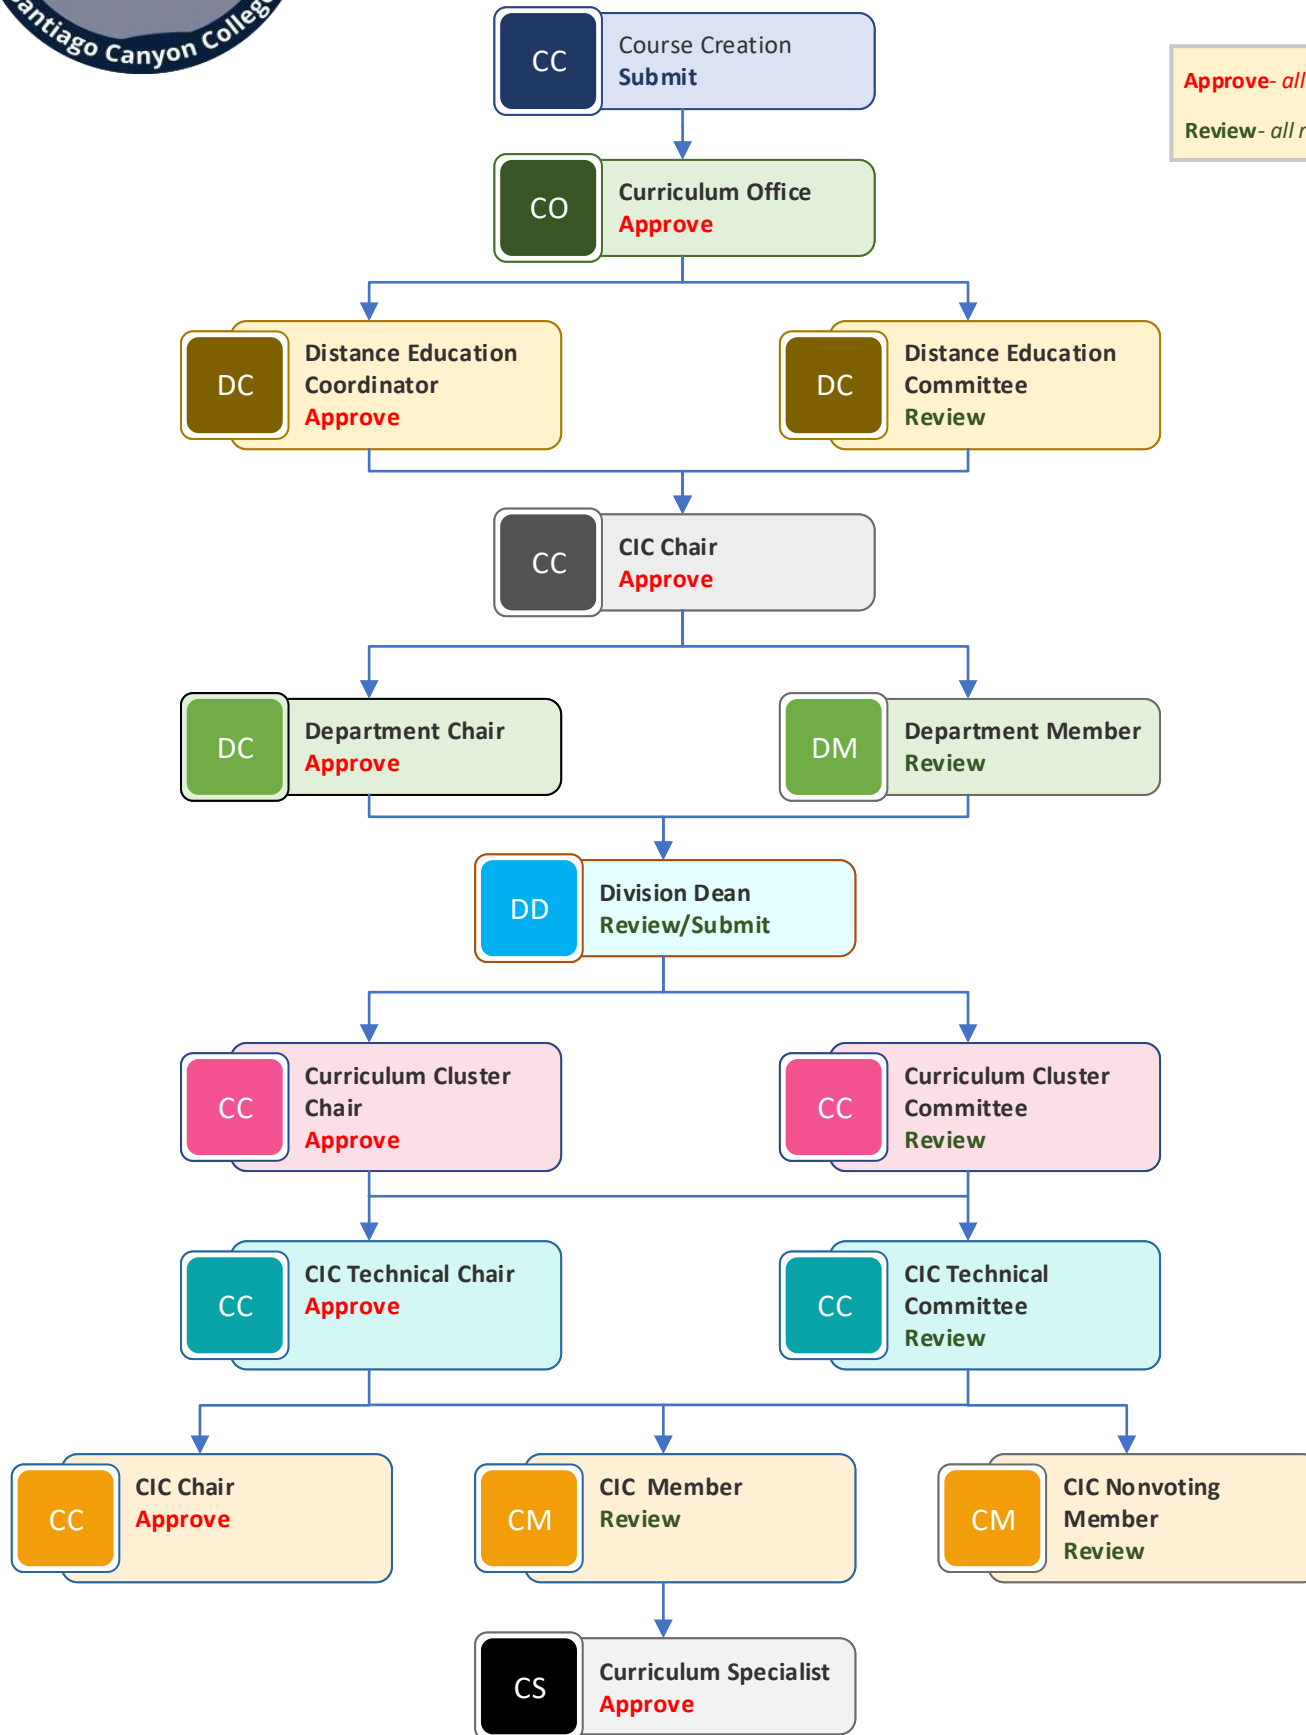 Santiago Canyon College
CC
Course Creation
Submit
Approve- all
Review- all r
CO
Curriculum Office
Approve
DC
Distance Education
Coordinator
Approve
DC
Distance Education
Committee
Review
CC
CIC Chair
Approve
DC
Department Chair
Approve
DM
Department Member
Review
DD
Division Dean
Review/Submit
CC
Curriculum Cluster
Chair
Approve
CC
Curriculum Cluster
Committee
Review
CC
CIC Technical Chair
Approve
CC
CIC Technical
Committee
Review
CC
CIC Chair
Approve
CM
CIC  Member
Review
CM
CIC Nonvoting
Member
Review
CS
Curriculum Specialist
Approve